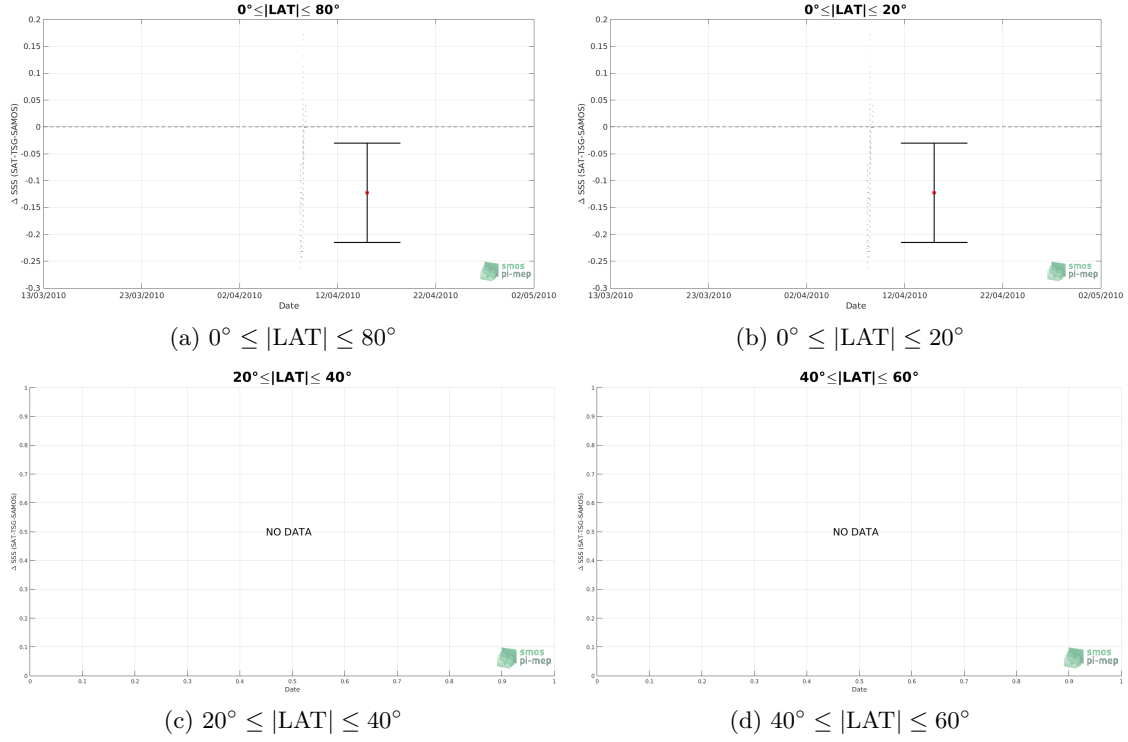 0°≤|LAT|≤ 80°
Δ SSS (SAT-TSG-SAMOS)
0.2
0.15
0.1
0.05
0
-0.05
-0.1
-0.15
-0.2
-0.25
-0.3
13/03/2010 23/03/2010 02/04/2010 12/04/2010 22/04/2010 02/05/2010
Date
smos
pi-mep
(a) 0° ≤ |LAT| ≤ 80°
0°≤|LAT|≤ 20°
Δ SSS (SAT-TSG-SAMOS)
0.2
0.15
0.1
0.05
0
-0.05
-0.1
-0.15
-0.2
-0.25
-0.3
13/03/2010 23/03/2010 02/04/2010 12/04/2010 22/04/2010 02/05/2010
Date
smos
pi-mep
(b) 0° ≤ |LAT| ≤ 20°
20°≤|LAT|≤ 40°
Δ SSS (SAT-TSG-SAMOS)
1
0.9
0.8
0.7
0.6
0.5
0.4
0.3
0.2
0.1
0
NO DATA
0 0.1 0.2 0.3 0.4 0.5 0.6 0.7 0.8 0.9 1
Date
smos
pi-mep
(c) 20° ≤ |LAT| ≤ 40°
40°≤|LAT|≤ 60°
Δ SSS (SAT-TSG-SAMOS)
1
0.9
0.8
0.7
0.6
0.5
0.4
0.3
0.2
0.1
0
NO DATA
0 0.1 0.2 0.3 0.4 0.5 0.6 0.7 0.8 0.9 1
Date
smos
pi-mep
(d) 40° ≤ |LAT| ≤ 60°